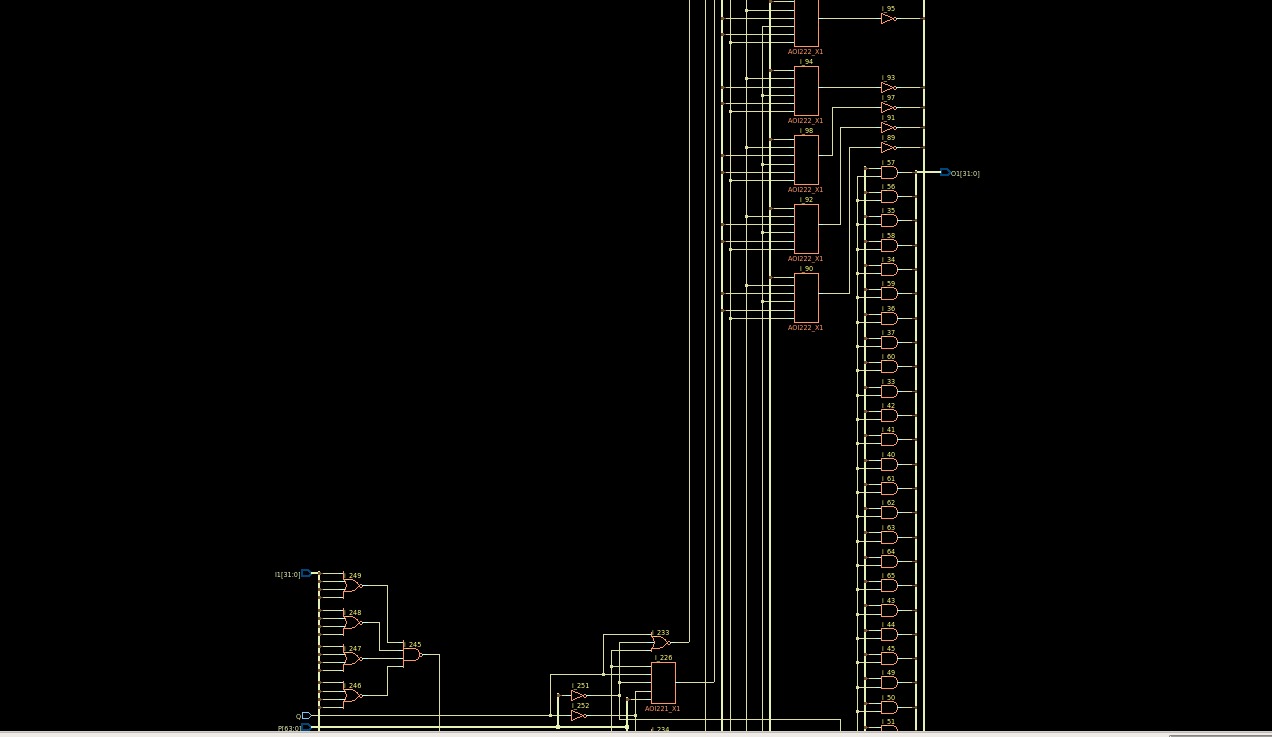 I_95
AOI222_X1
I_94
AOI222_X1
I_93
I_97
I_91
I_98
AOI222_X1
I_89
I_57
O1[31:0]
I_56
I_92
AOI222_X1
I_35
I_58
I_34
I_90
AOI222_X1
I_59
I_36
I_37
I_60
I_33
I_42
I_41
I_40
I_61
I_62
I_63
I_64
I_65
I_43
I_44
I_45
I_49
I_50
I_51
I1[31:0]
I_249
I_248
I_247
I_245
I_246
I_233
I_226
AOI221_X1
I_251
I_252
Q
P[63:0]
I_234